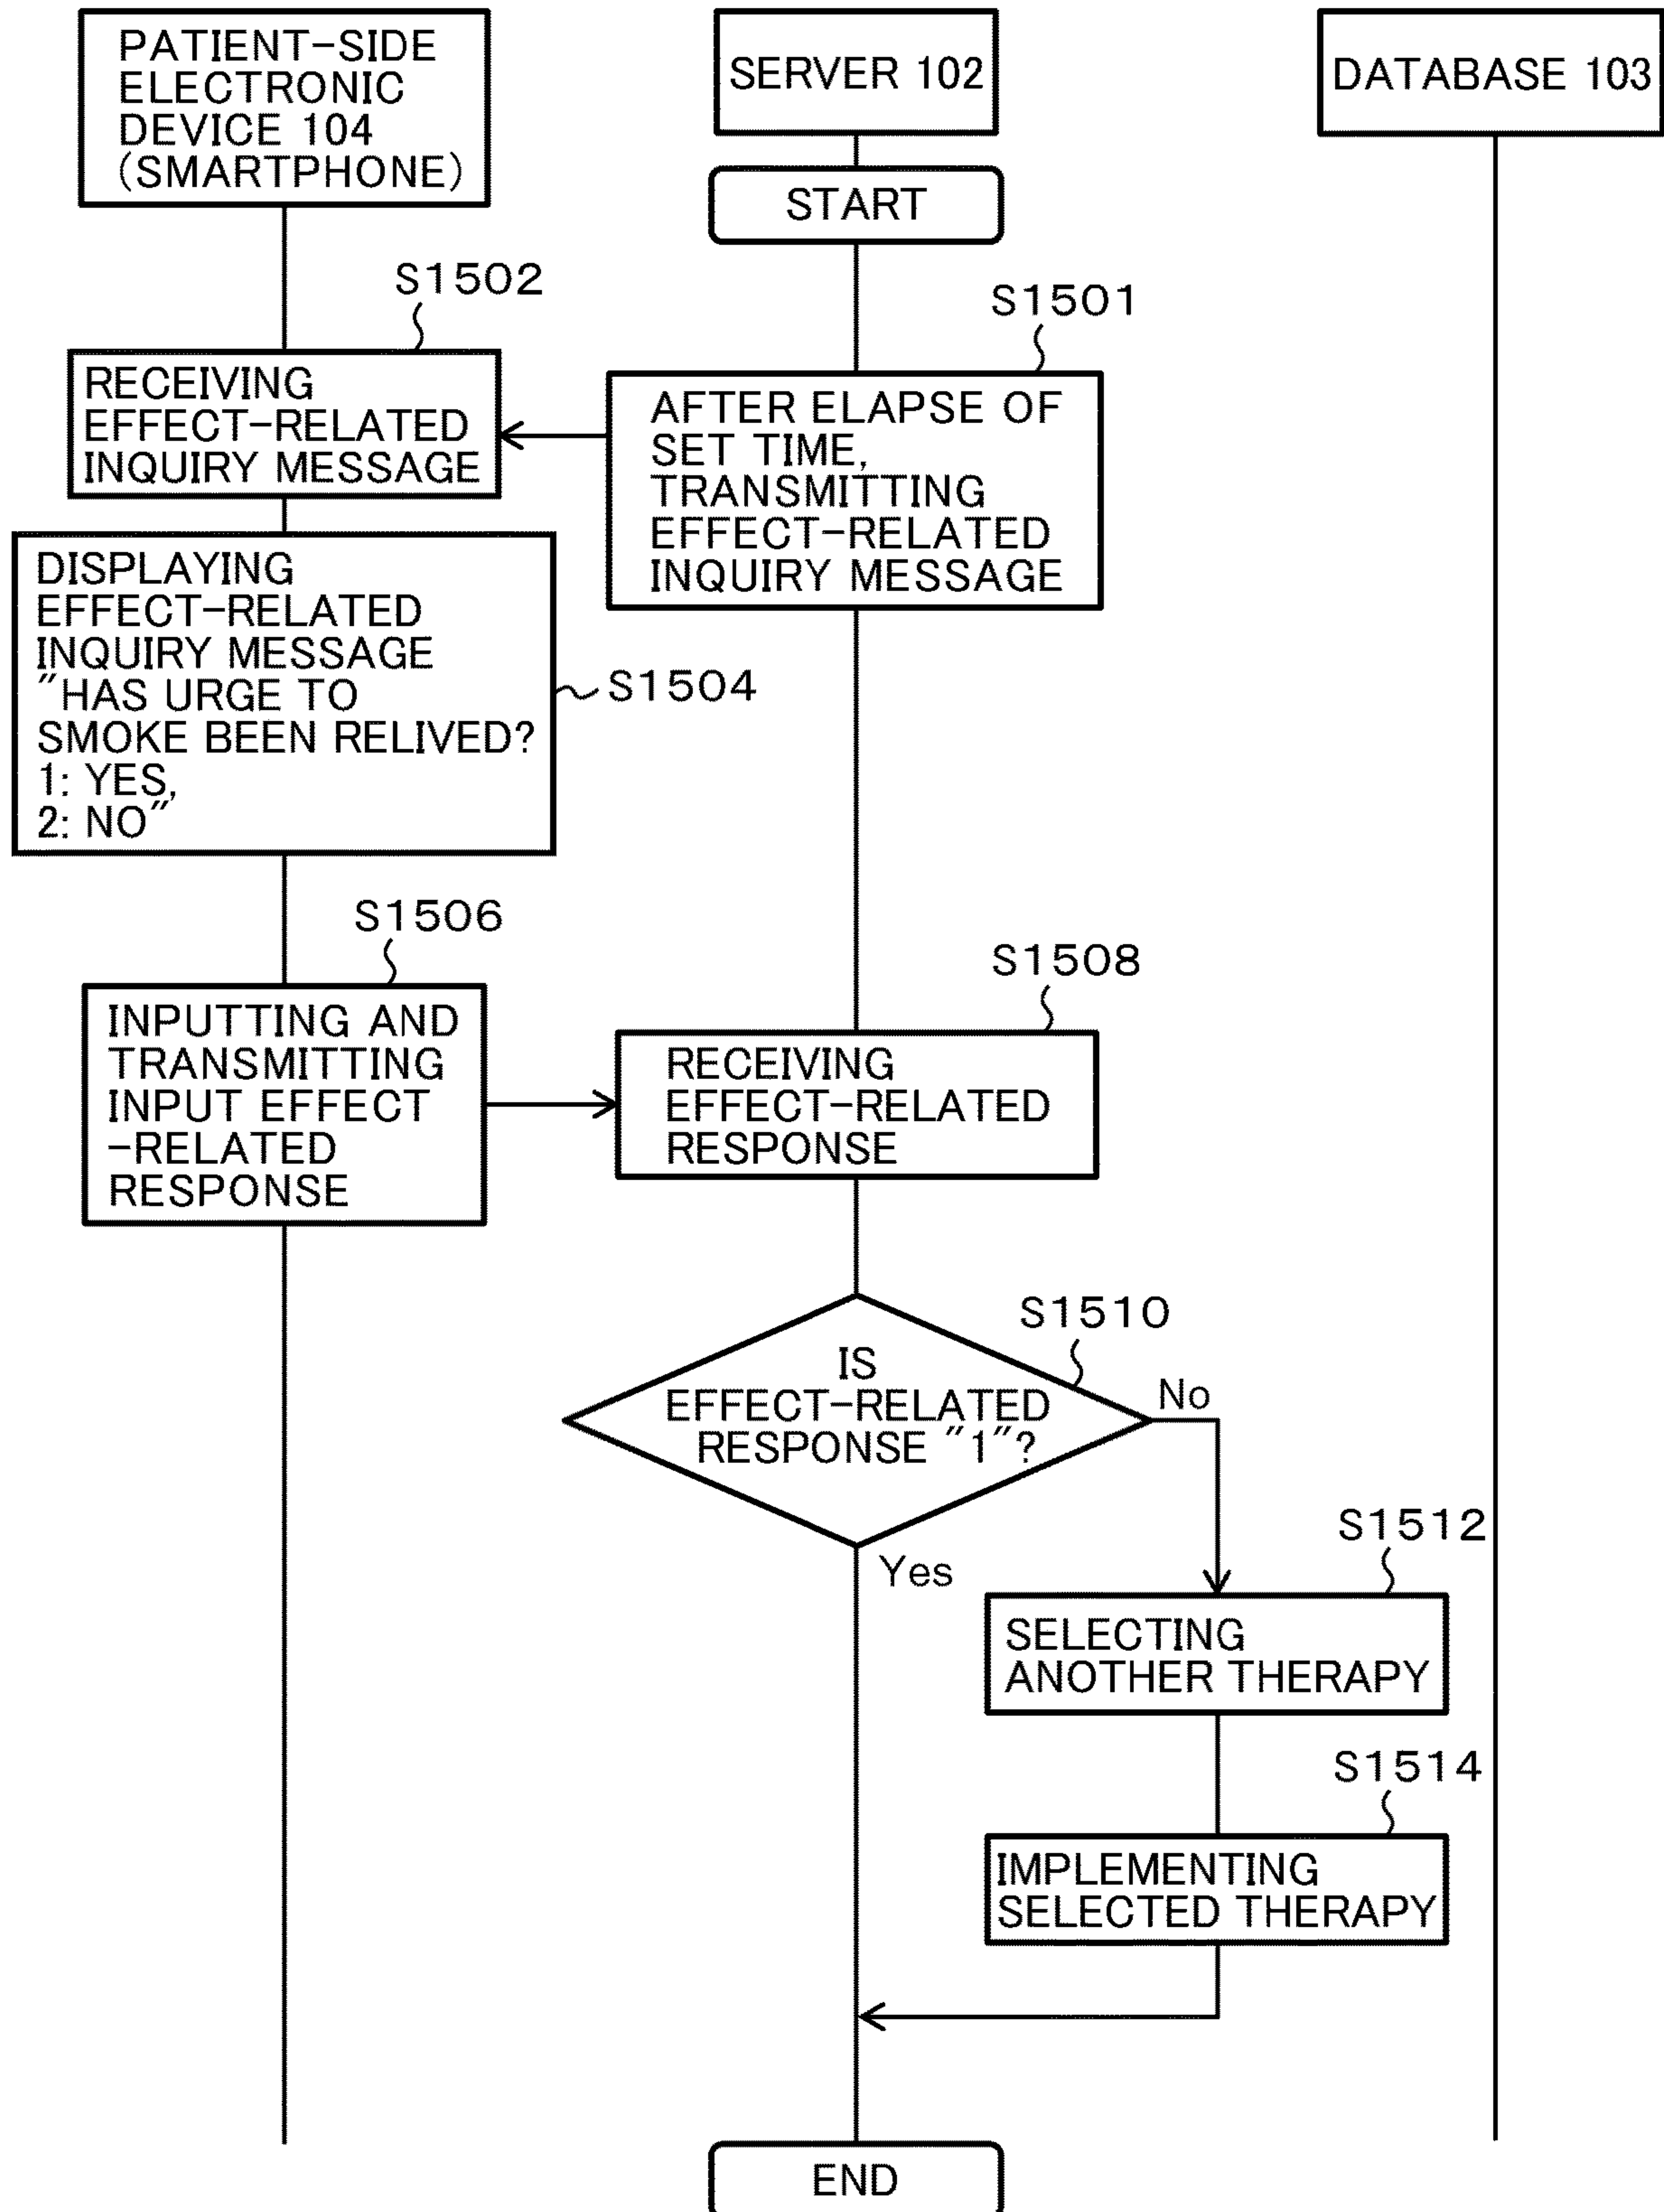 PATIENT-SIDE
ELECTRONIC
DEVICE 104
(SMARTPHONE)
SERVER 102
DATABASE 103
START
S1502
S1501
RECEIVING
EFFECT-RELATED
INQUIRY MESSAGE
AFTER ELAPSE OF
SET TIME,
TRANSMITTING
EFFECT-RELATED
INQUIRY MESSAGE
DISPLAYING
EFFECT-RELATED
INQUIRY MESSAGE
"HAS URGE TO
SMOKE BEEN RELIVED?
1: YES,
2: NO"
S1504
S1506
INPUTTING AND
TRANSMITTING
INPUT EFFECT
-RELATED
RESPONSE
S1508
RECEIVING
EFFECT-RELATED
RESPONSE
S1510
IS
EFFECT-RELATED
RESPONSE "1"?
No
Yes
S1512
SELECTING
ANOTHER THERAPY
S1514
IMPLEMENTING
SELECTED THERAPY
END